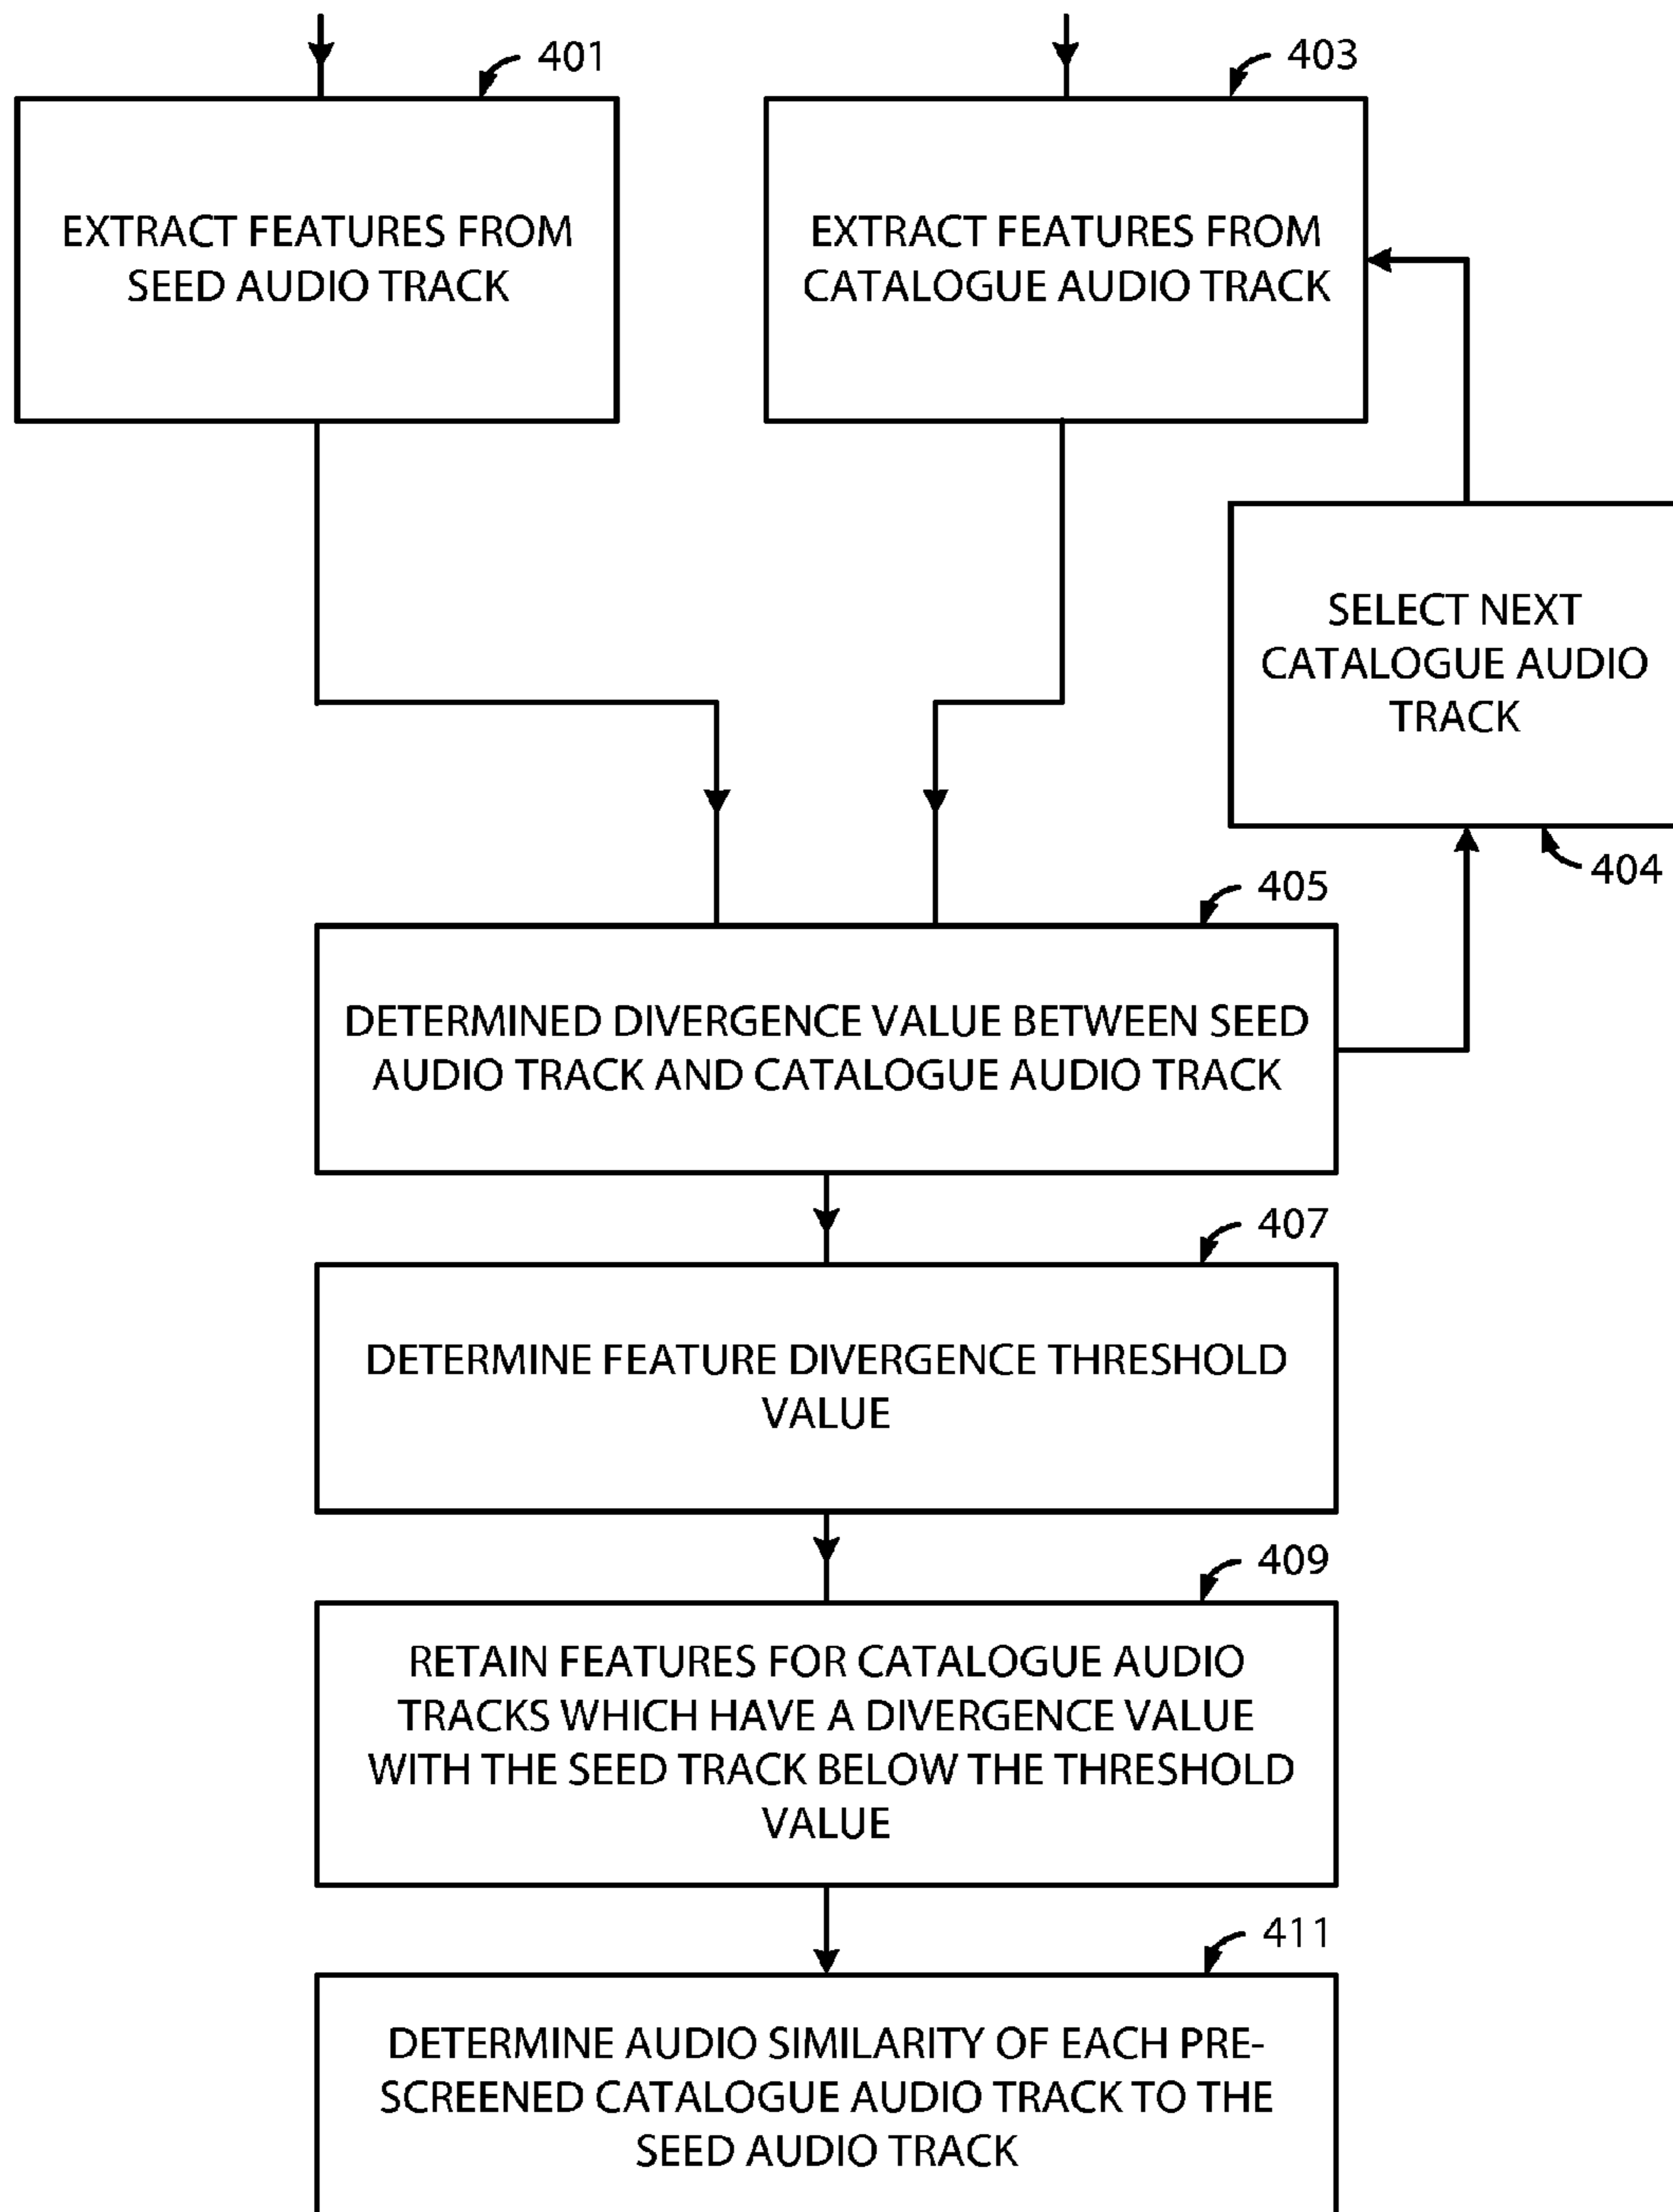 401
EXTRACT FEATURES FROM
SEED AUDIO TRACK
403
EXTRACT FEATURES FROM
CATALOGUE AUDIO TRACK
SELECT NEXT
CATALOGUE AUDIO
TRACK
404
405
DETERMINED DIVERGENCE VALUE BETWEEN SEED
AUDIO TRACK AND CATALOGUE AUDIO TRACK
407
DETERMINE FEATURE DIVERGENCE THRESHOLD
VALUE
409
RETAIN FEATURES FOR CATALOGUE AUDIO
TRACKS WHICH HAVE A DIVERGENCE VALUE
WITH THE SEED TRACK BELOW THE THRESHOLD
VALUE
411
DETERMINE AUDIO SIMILARITY OF EACH PRE-
SCREENED CATALOGUE AUDIO TRACK TO THE
SEED AUDIO TRACK